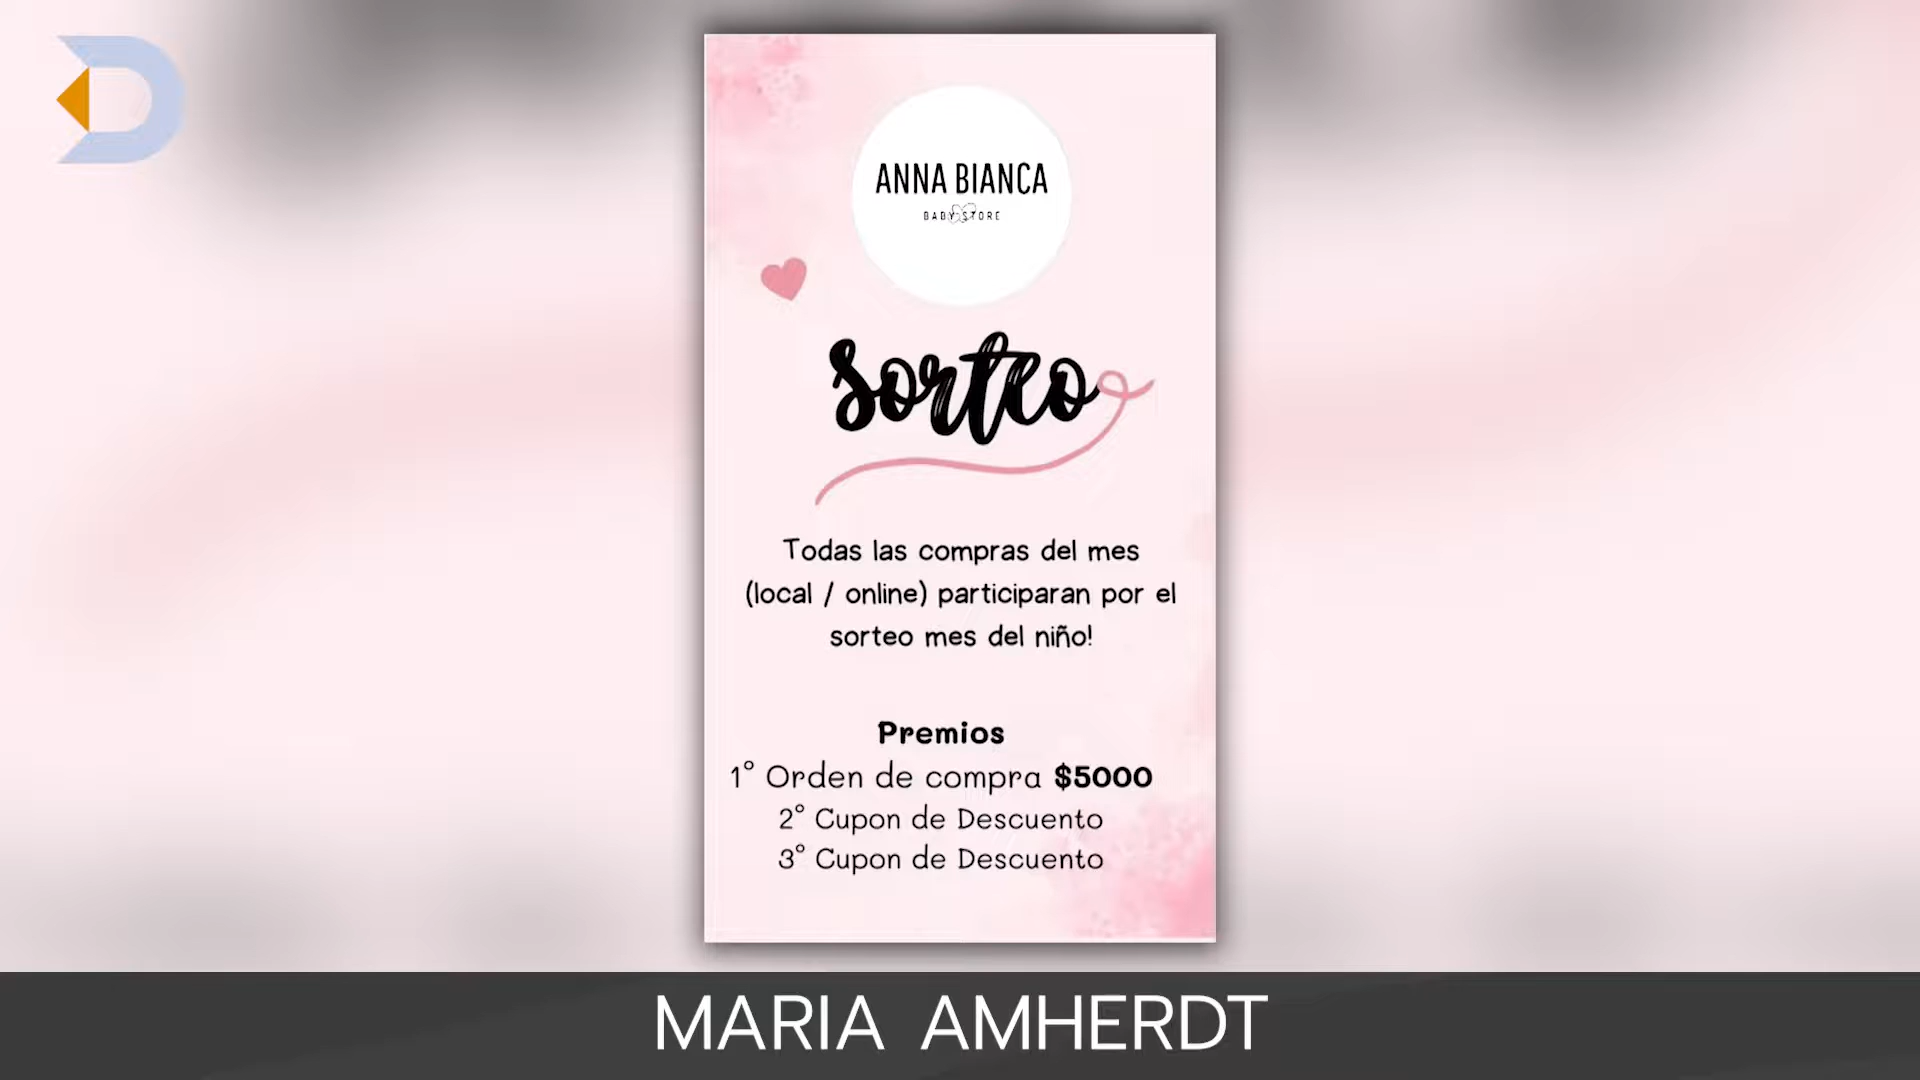 ANNA BIANCA
BABY STORE
Sorteo
Todas las compras del mes
(local / online) participaran por el
sorteo mes del niño!
Premios
1° Orden de compra $5000
2° Cupon de Descuento
3° Cupon de Descuento
MARIA AMHERDT